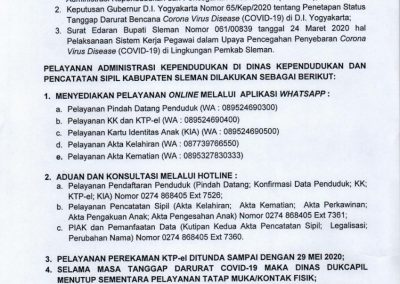 2. Keputusan Gubernur D.I. Yogyakarta Nomor 65/Kep/2020 tentang Penetapan Status
Tanggap Darurat Bencana Corona Virus Disease (COVID-19) di D.I. Yogyakarta;
3. Surat Edaran Bupati Sleman Nomor 061/00839 tanggal 24 Maret 2020 hal
Pelaksanaan Sistem Kerja Pegawai dalam Upaya Pencegahan Penyebaran Corona
Virus Disease (COVID-19) di Lingkungan Pemkab Sleman.
PELAYANAN ADMINISTRASI KEPENDUDUKAN DI DINAS KEPENDUDUKAN DAN
PENCATATAN SIPIL KABUPATEN SLEMAN DILAKUKAN SEBAGAI BERIKUT:
1. MENYEDIAKAN PELAYANAN ONLINE MELALUI APLIKASI WHATSAPP :
a. Pelayanan Pindah Datang Penduduk (WA : 089524690300)
b. Pelayanan KK dan KTP-el (WA : 089524690400)
c. Pelayanan Kartu Identitas Anak (KIA) (WA : 089524690500)
d. Pelayanan Akta Kelahiran (WA : 087739766550)
e. Pelayanan Akta Kematian (WA : 0895327830333)
2. ADUAN DAN KONSULTASI MELALUI HOTLINE :
a. Pelayanan Pendaftaran Penduduk (Pindah Datang; Konfirmasi Data Penduduk; KK;
KTP-el; KIA) Nomor 0274 868405 Ext 7526;
b. Pelayanan Pencatatan Sipil (Akta Kelahiran; Akta Kematian; Akta Perkawinan;
Akta Pengakuan Anak; Akta Pengesahan Anak) Nomor 0274 868405 Ext 7361;
c. PIAK dan Pemanfaatan Data (Kutipan Kedua Akta Pencatatan Sipil; Legalisasi;
Perubahan Nama) Nomor 0274 868405 Ext 7360.
3. PELAYANAN PEREKAMAN KTP-el DITUNDA SAMPAI DENGAN 29 MEI 2020;
4. SELAMA MASA TANGGAP DARURAT COVID-19 MAKA DINAS DUKCAPIL
MENUTUP SEMENTARA PELAYANAN TATAP MUKA/KONTAK FISIK;